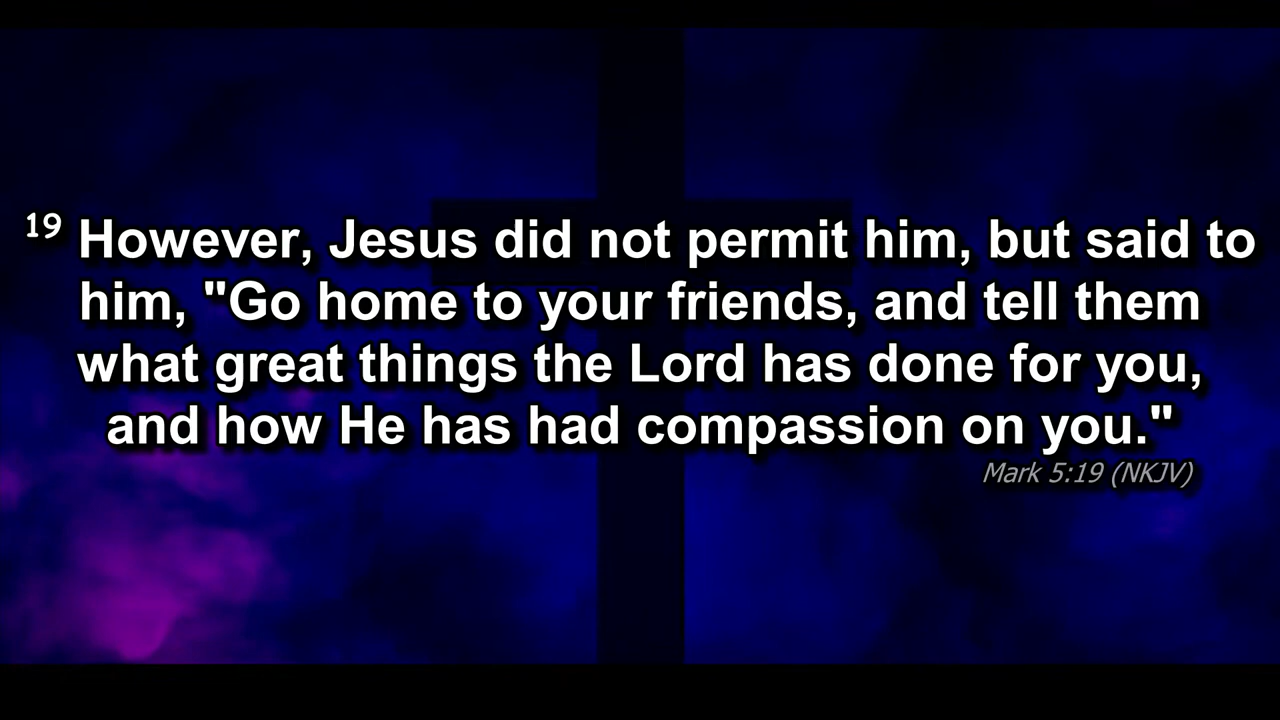 19 However, Jesus did not permit him, but said to
him, "Go home to your friends, and tell them
what great things the Lord has done for you,
and how He has had compassion on you."
Mark 5:19 (NKJV)